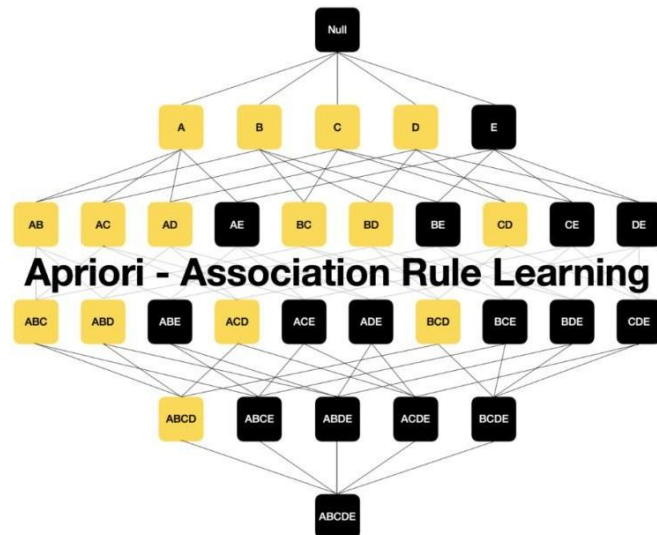 Null
A B C D E
AB AC AD AE BC BD BE CD CE DE
Apriori - Association Rule Learning
ABC ABD ABE ACD ACE ADE BCD BCE BDE CDE
ABCD ABCE ABDE ACDE BCDE
ABCDE